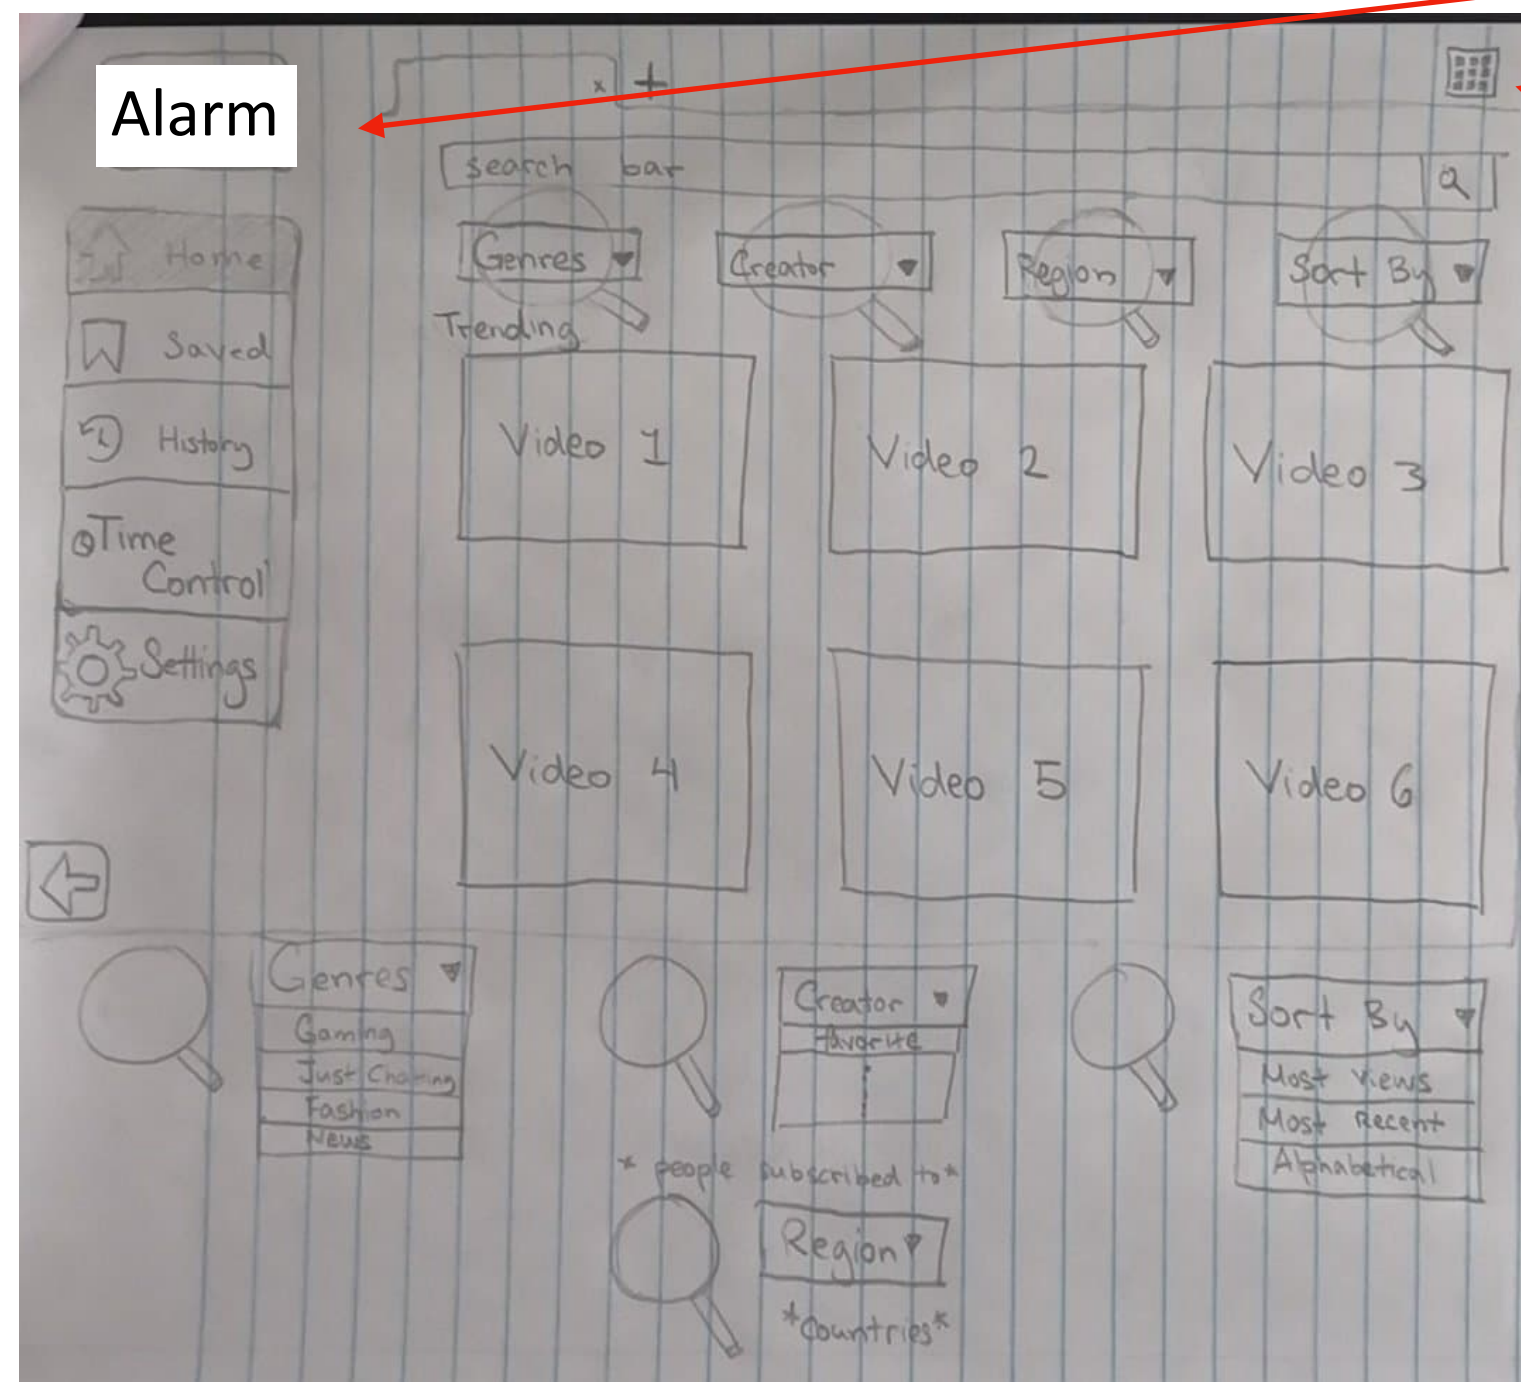 Alarm
x +
search bar
Home
Saved
History
Time
Control
Settings
Genres
Creator
Region
Sort By
Trending
Video 1
Video 2
Video 3
Video 4
Video 5
Video 6
Genres
Gaming
Just Chatting
Fashion
News
Creator
favorite
* people subscribed to *
Region
*Countries*
Sort By
Most views
Most Recent
Alphabetical